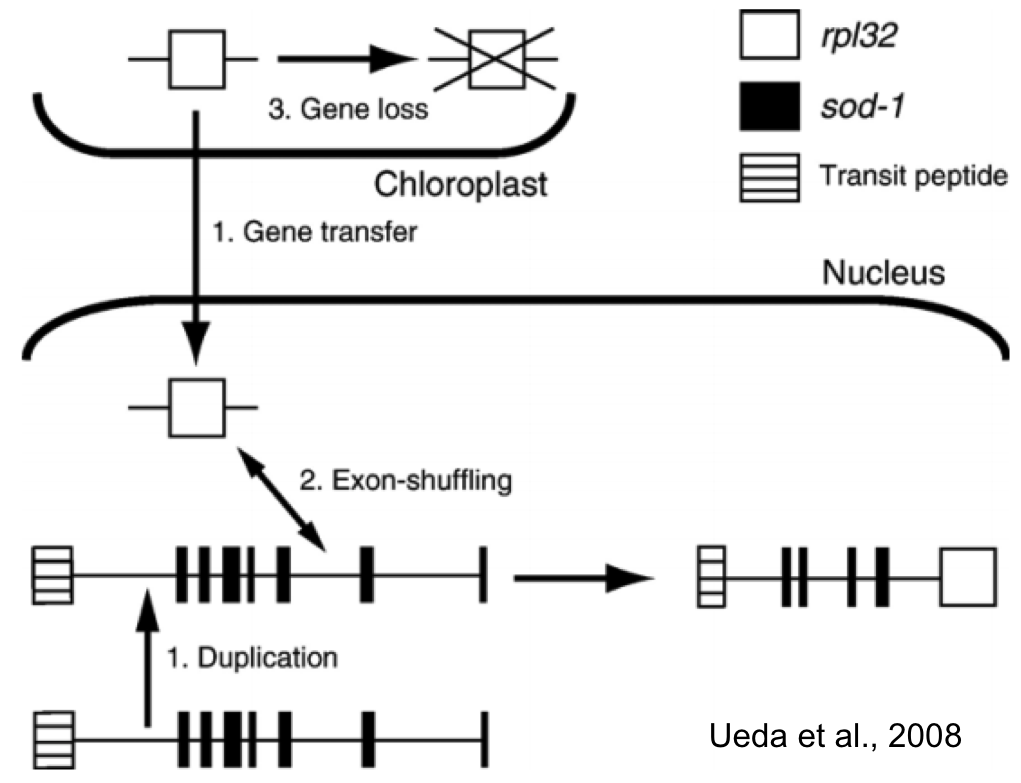 rpl32
3. Gene loss
sod-1
Chloroplast
Transit peptide
1. Gene transfer
Nucleus
2. Exon-shuffling
1. Duplication
Ueda et al., 2008